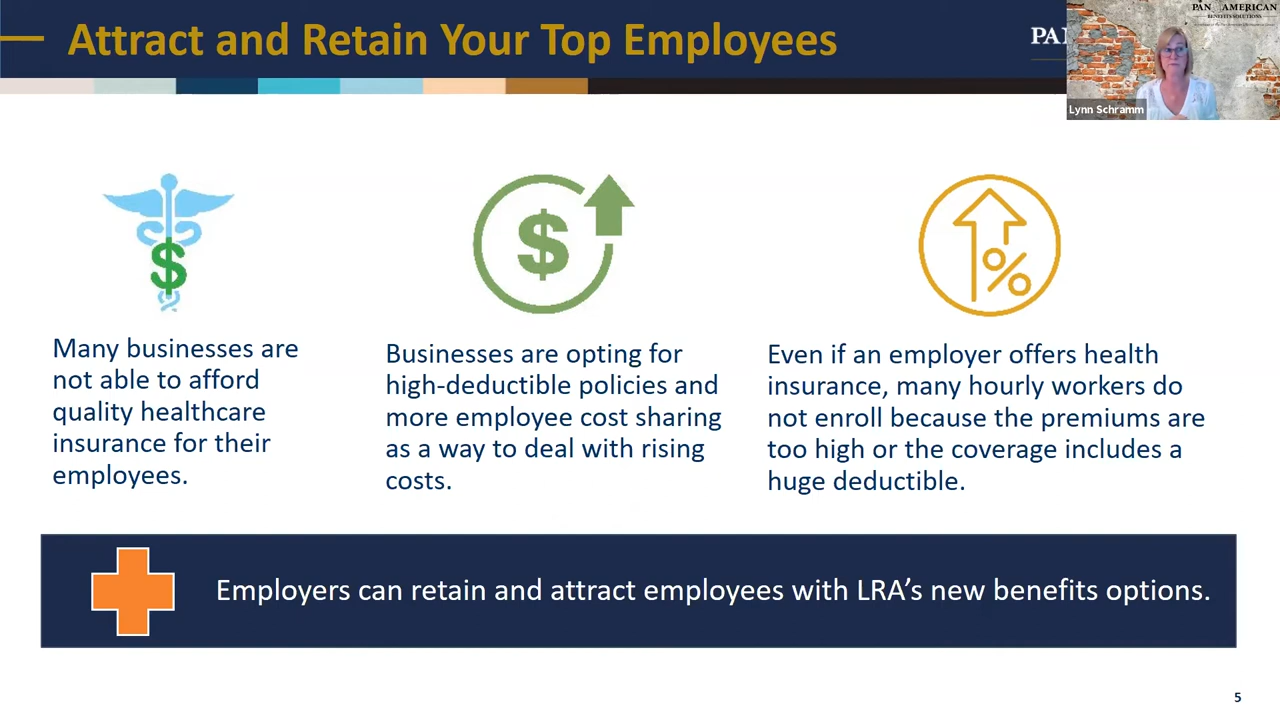 Attract and Retain Your Top Employees
PAN
PAN AMERICAN
BENEFITS SOLUTIONS
Lynn Schramm
$
$
%
Many businesses are
not able to afford
quality healthcare
insurance for their
employees.
Businesses are opting for
high-deductible policies and
more employee cost sharing
as a way to deal with rising
costs.
Even if an employer offers health
insurance, many hourly workers do
not enroll because the premiums are
too high or the coverage includes a
huge deductible.
Employers can retain and attract employees with LRA’s new benefits options.
5